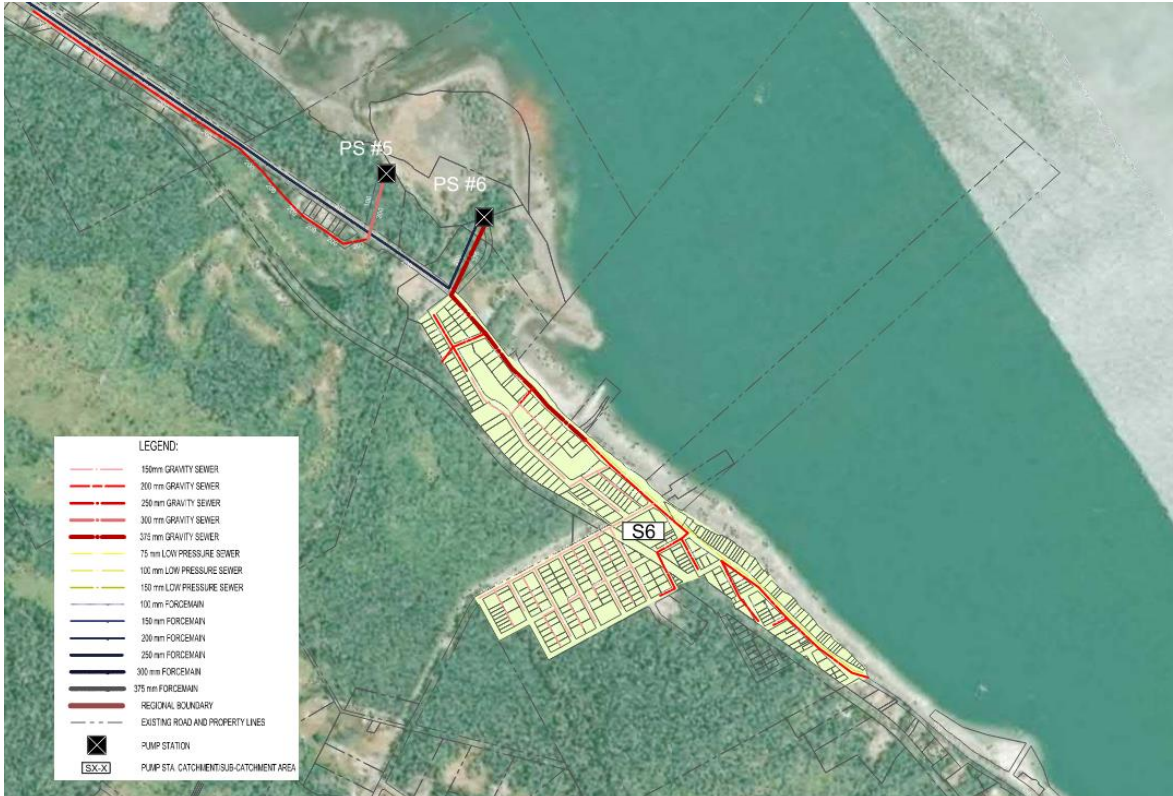 PS #5
PS #6
S6
LEGEND:
150mm GRAVITY SEWER
200 mm GRAVITY SEWER
250 mm GRAVITY SEWER
300 mm GRAVITY SEWER
375 mm GRAVITY SEWER
75 mm LOW PRESSURE SEWER
100 mm LOW PRESSURE SEWER
150 mm LOW PRESSURE SEWER
100 mm FORCEMAIN
150 mm FORCEMAIN
200 mm FORCEMAIN
250 mm FORCEMAIN
300 mm FORCEMAIN
375 mm FORCEMAIN
REGIONAL BOUNDARY
EXISTING ROAD AND PROPERTY LINES
PUMP STATION
SX-X PUMP STA. CATCHMENT/SUB-CATCHMENT AREA